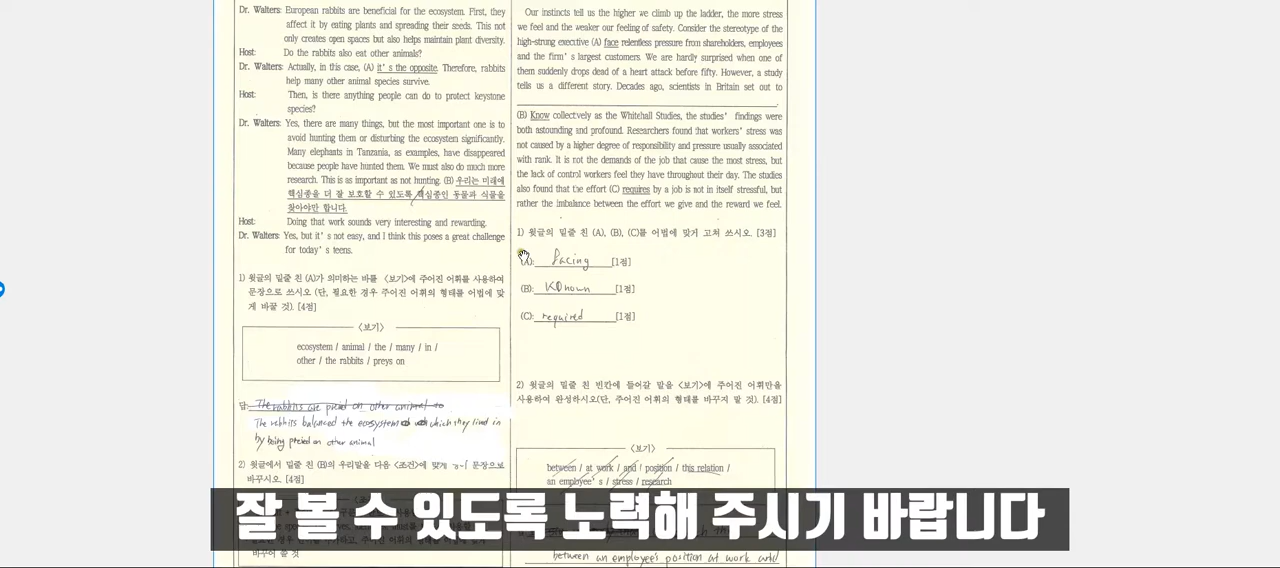 Dr. Walters: European rabbits are beneficial for the ecosystem. First, they
affect it by eating plants and spreading their seeds. This not
only creates open spaces but also helps maintain plant diversity.
Host: Do the rabbits also eat other animals?
Dr. Walters: Actually, in this case, (A) it's the opposite. Therefore, rabbits
help many other animal species survive.
Host: Then, is there anything people can do to protect keystone
species?
Dr. Walters: Yes, there are many things, but the most important one is to
avoid hunting them or disturbing the ecosystem significantly.
Many elephants in Tanzania, as examples, have disappeared
because people have hunted them. We must also do much more
research. This is as important as not hunting. (B) 우리는 미래에
핵심종을 더 잘 보호할 수 있도록 핵심종인 동물과 식물을
찾아야만 합니다.
Host: Doing that work sounds very interesting and rewarding.
Dr. Walters: Yes, but it's not easy, and I think this poses a great challenge
for today's teens.
1) 윗글의 밑줄 친 (A)가 의미하는 바를 <보기>에 주어진 어휘를 사용하여
문장으로 쓰시오 (단, 필요한 경우 주어진 어휘의 형태를 어법에 맞
게 바꿀 것). [4점]
<보기>
ecosystem / animal / the / many / in /
other / the rabbits / preys on
답: The rabbits are preied on other animal to
The rabbits balanced the ecosystem which they lived in
by being preied on other animal
2) 윗글에서 밑줄 친 (B)의 우리말을 다음 <조건>에 맞게 문장으로
바꾸시오. [4점]
바꾸어 쓸 것
Our instincts tell us the higher we climb up the ladder, the more stress
we feel and the weaker our feeling of safety. Consider the stereotype of the
high-strung executive (A) face relentless pressure from shareholders, employees
and the firm's largest customers. We are hardly surprised when one of
them suddenly drops dead of a heart attack before fifty. However, a study
tells us a different story. Decades ago, scientists in Britain set out to
(B) Know collectively as the Whitehall Studies, the studies' findings were
both astounding and profound. Researchers found that workers' stress was
not caused by a higher degree of responsibility and pressure usually associated
with rank. It is not the demands of the job that cause the most stress, but
the lack of control workers feel they have throughout their day. The studies
also found that the effort (C) requires by a job is not in itself stressful, but
rather the imbalance between the effort we give and the reward we feel.
1) 윗글의 밑줄 친 (A), (B), (C)를 어법에 맞게 고쳐 쓰시오. [3점]
(A): facing [1점]
(B): Known [1점]
(C): required [1점]
2) 윗글의 밑줄 친 빈칸에 들어갈 말을 <보기>에 주어진 어휘만을
사용하여 완성하시오(단, 주어진 어휘의 형태를 바꾸지 말 것). [4점]
<보기>
between / at work / and / position / this relation /
an employee's / stress / research
between an employee's position at work and
잘 볼 수 있도록 노력해 주시기 바랍니다